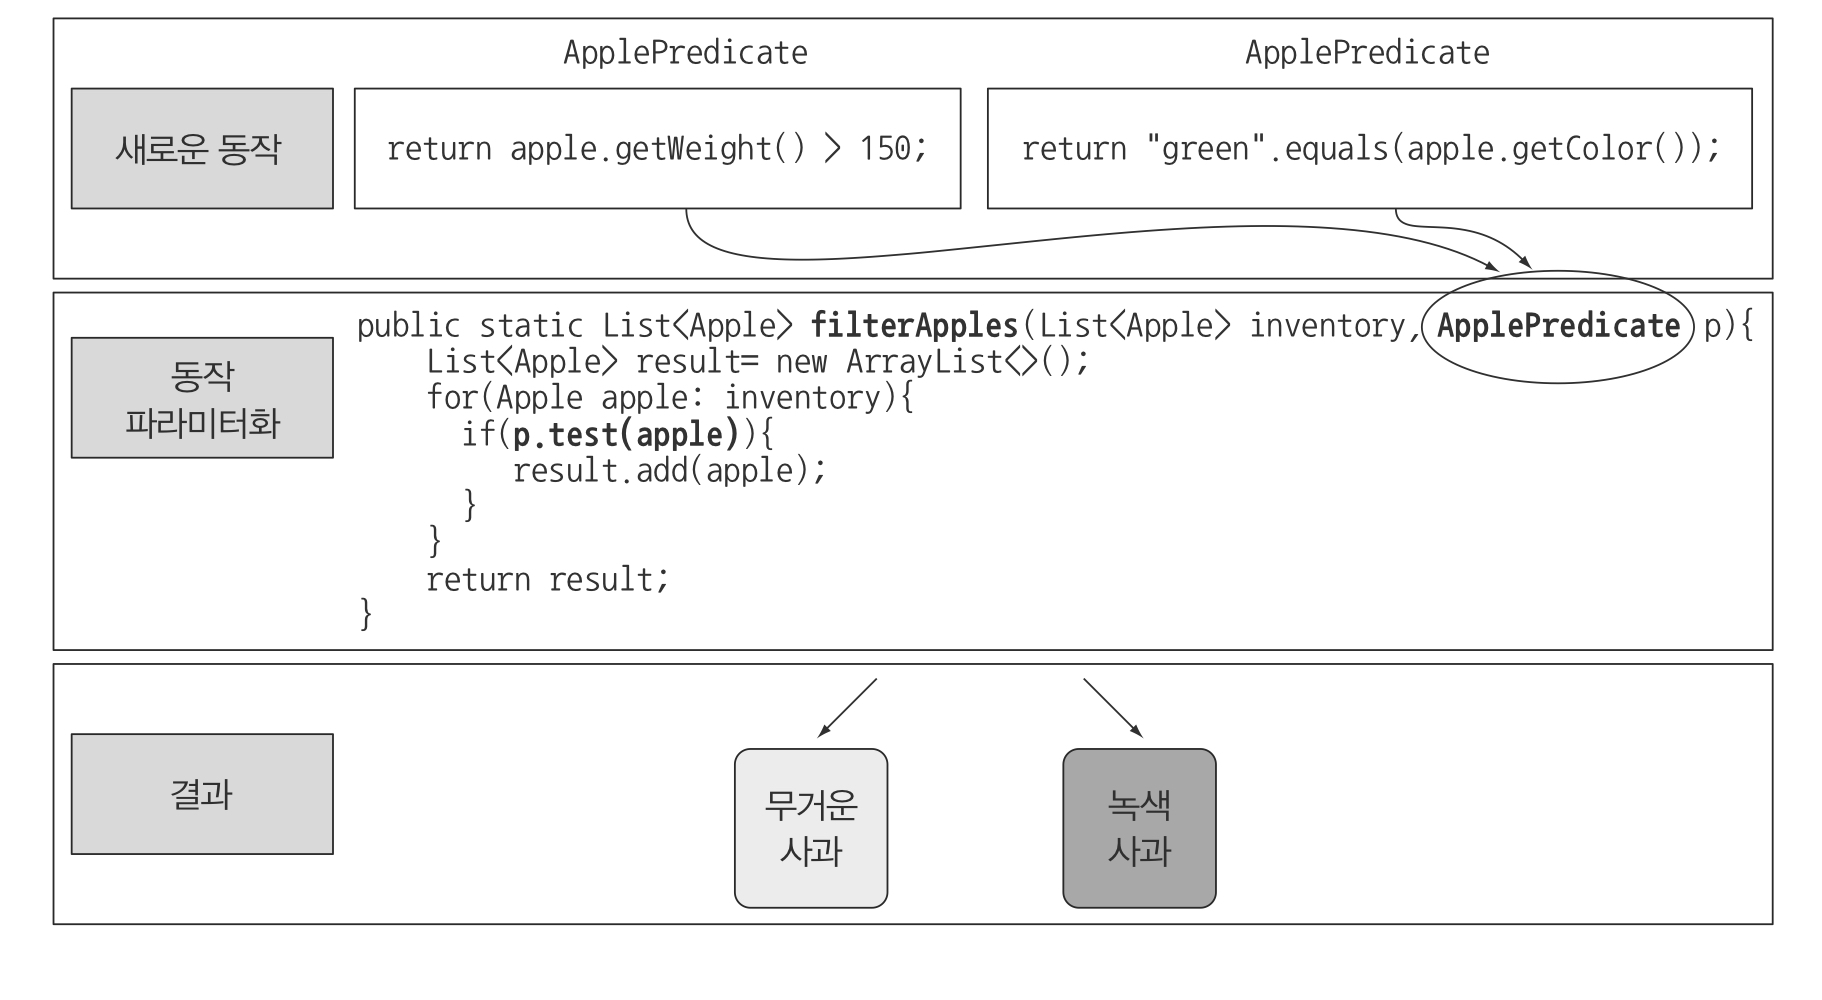 ApplePredicate
ApplePredicate
새로운 동작
return apple.getWeight() > 150;
return "green".equals(apple.getColor());
동작
파라미터화
public static List<Apple> filterApples(List<Apple> inventory, ApplePredicate p){
List<Apple> result= new ArrayList<>();
for(Apple apple: inventory){
if(p.test(apple)){
result.add(apple);
}
}
return result;
}
결과
무거운
사과
녹색
사과